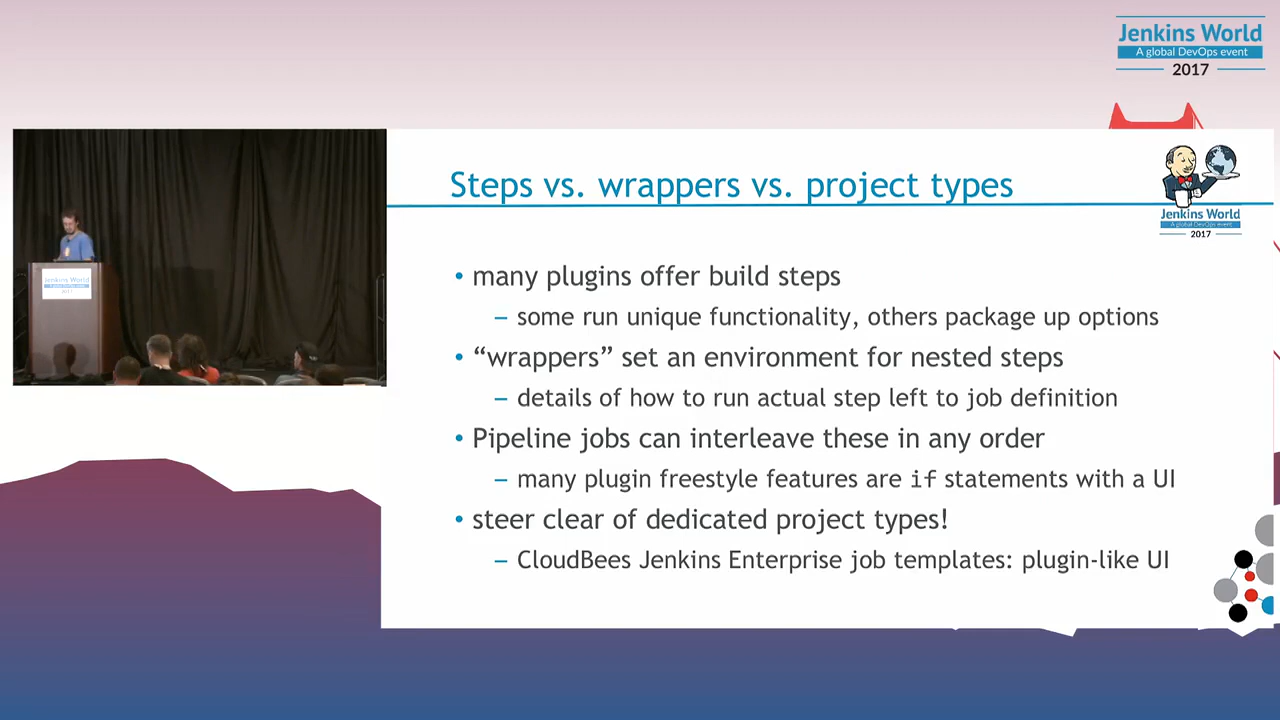 Jenkins World
A global DevOps event
2017
Steps vs. wrappers vs. project types
Jenkins World
A global DevOps event
2017
• many plugins offer build steps
– some run unique functionality, others package up options
• “wrappers” set an environment for nested steps
– details of how to run actual step left to job definition
• Pipeline jobs can interleave these in any order
– many plugin freestyle features are if statements with a UI
• steer clear of dedicated project types!
– CloudBees Jenkins Enterprise job templates: plugin-like UI
Jenkins World